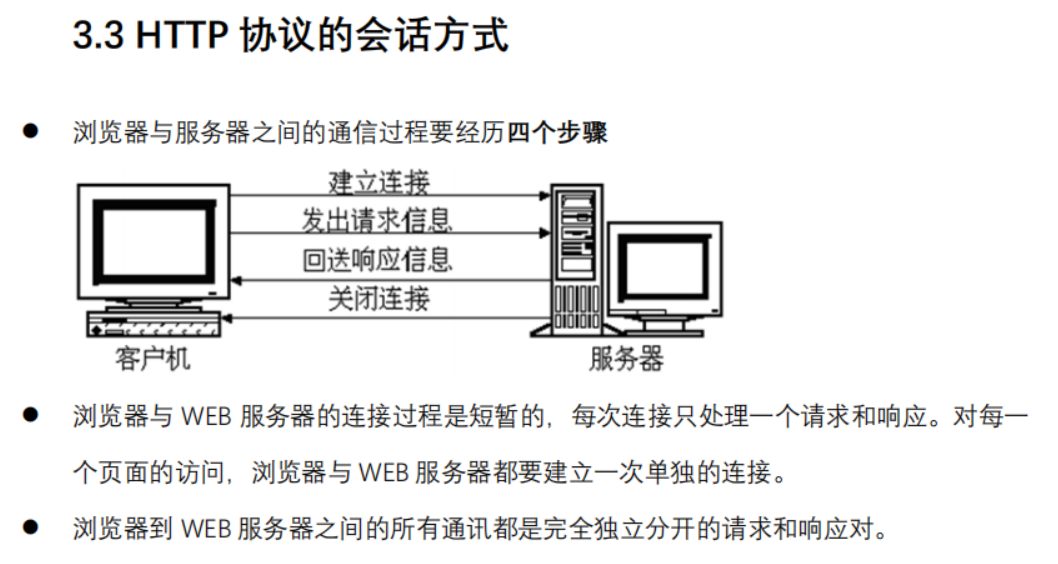 3.3 HTTP 协议的会话方式
● 浏览器与服务器之间的通信过程要经历四个步骤
建立连接
发出请求信息
回送响应信息
关闭连接
客户机
服务器
● 浏览器与 WEB 服务器的连接过程是短暂的，每次连接只处理一个请求和响应。对每一
个页面的访问，浏览器与 WEB 服务器都要建立一次单独的连接。
● 浏览器到 WEB 服务器之间的所有通讯都是完全独立分开的请求和响应对。